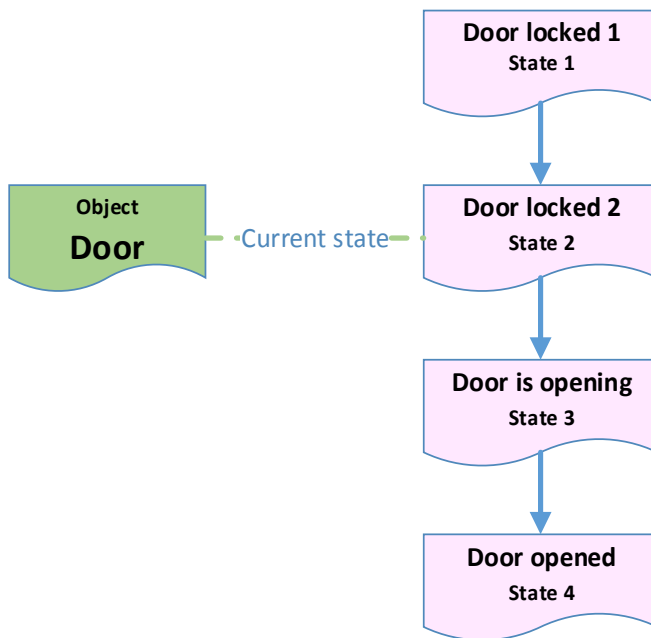 Door locked 1
State 1
Object
Door
Current state
Door locked 2
State 2
Door is opening
State 3
Door opened
State 4